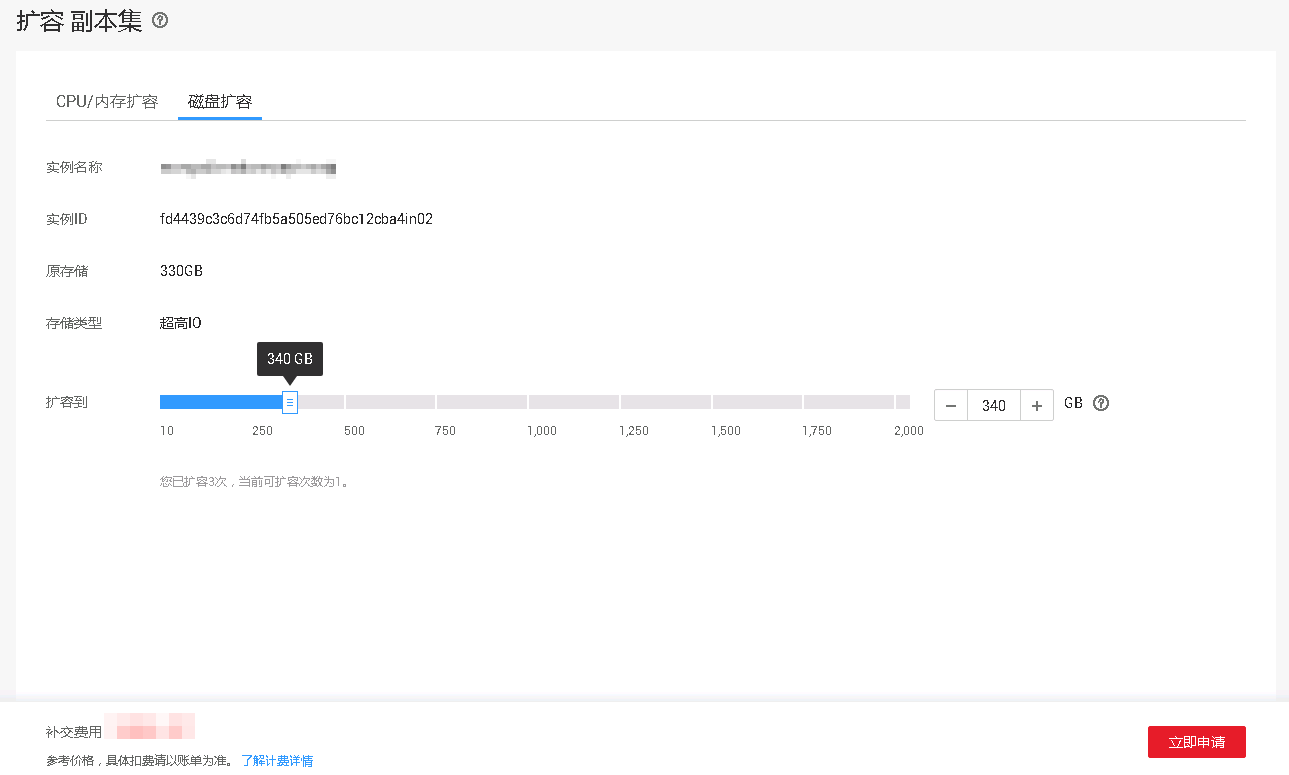 扩容 副本集 ?
CPU/内存扩容 磁盘扩容
实例名称
实例ID fd4439c3c6d74fb5a505ed76bc12cba4in02
原存储 330GB
存储类型 超高IO
340 GB
扩容到 − 340 + GB ?
10 250 500 750 1,000 1,250 1,500 1,750 2,000
您已扩容3次，当前可扩容次数为1。
补交费用
参考价格，具体扣费请以账单为准。 了解计费详情
立即申请